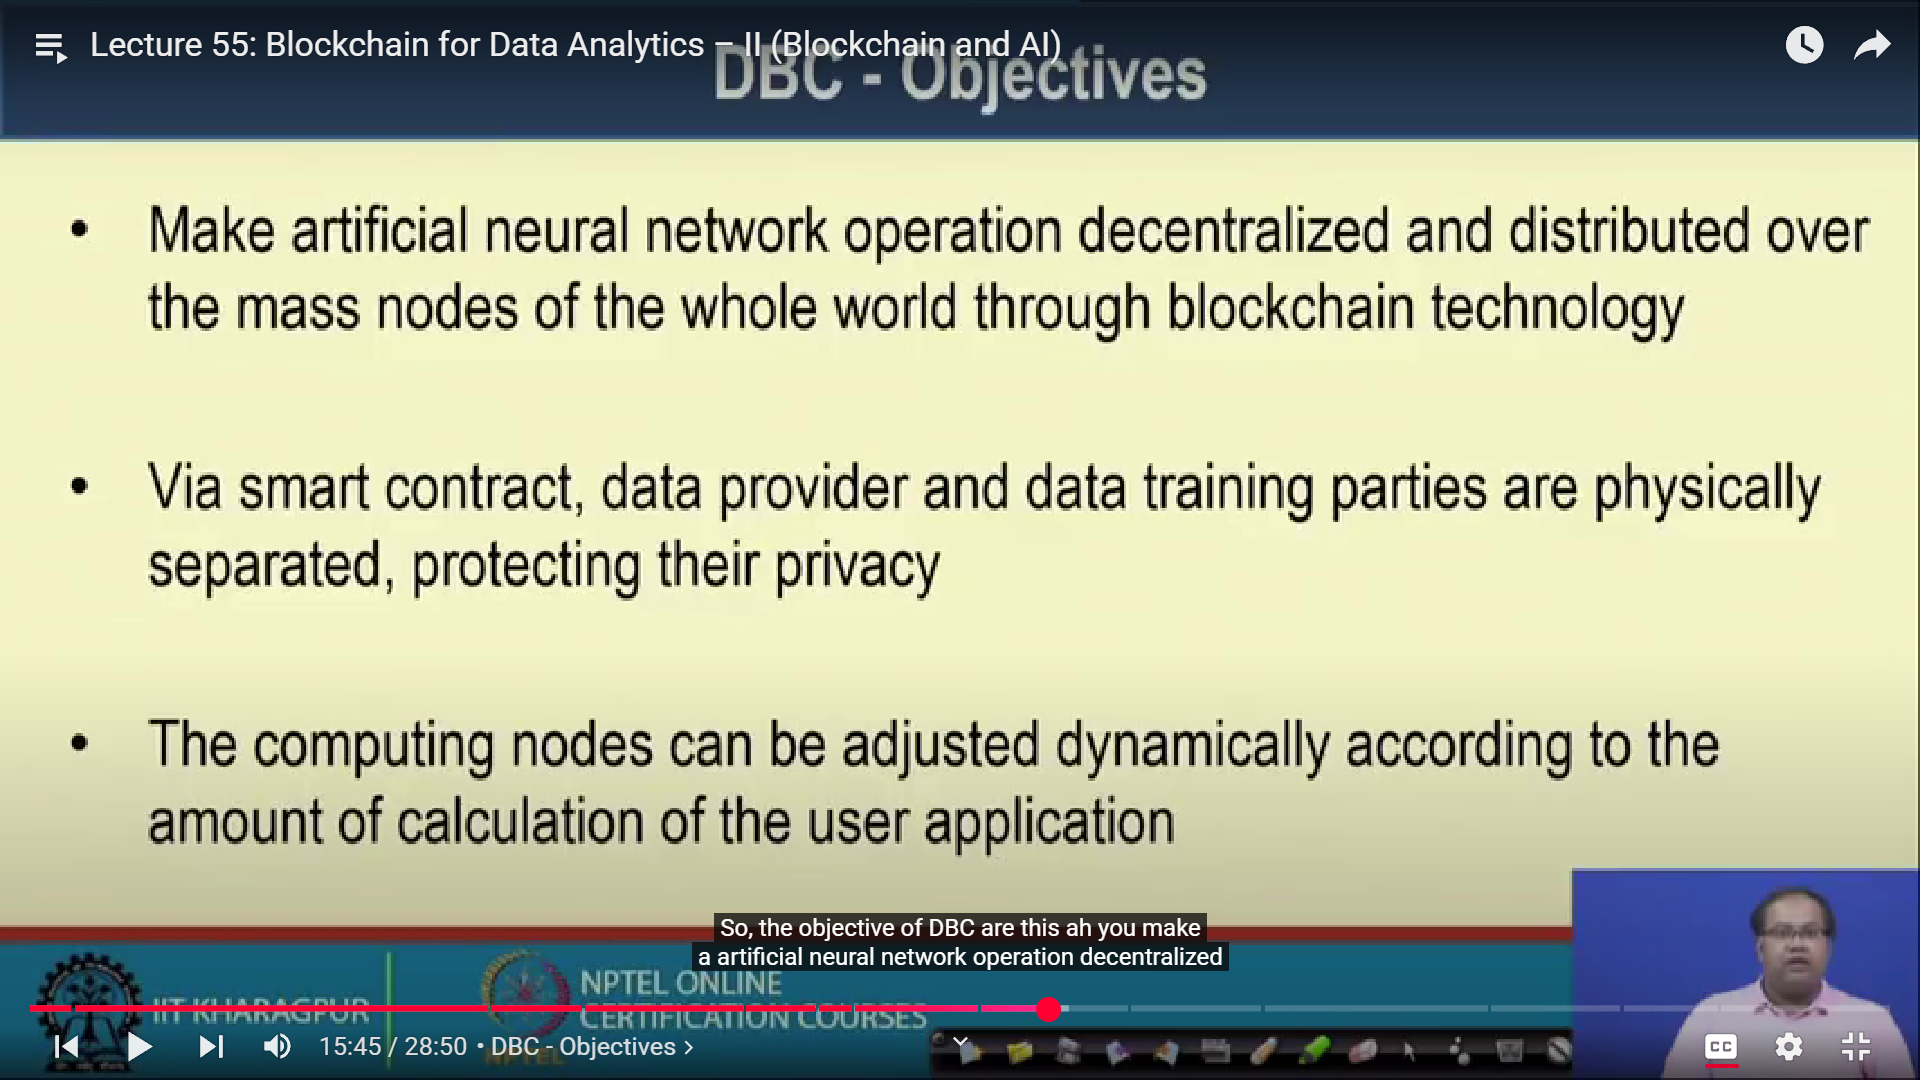 Lecture 55: Blockchain for Data Analytics – II (Blockchain and AI)
DBC - Objectives
• Make artificial neural network operation decentralized and distributed over
the mass nodes of the whole world through blockchain technology
• Via smart contract, data provider and data training parties are physically
separated, protecting their privacy
• The computing nodes can be adjusted dynamically according to the
amount of calculation of the user application
So, the objective of DBC are this ah you make
a artificial neural network operation decentralized
IIT KHARAGPUR
NPTEL ONLINE
CERTIFICATION COURSES
NPTEL
15:45 / 28:50 • DBC - Objectives >
CC